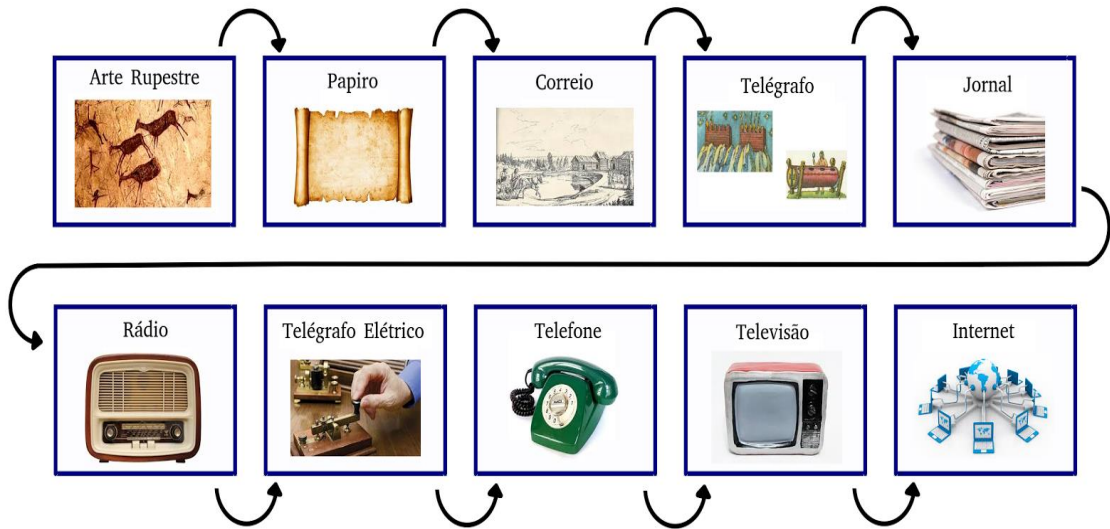 Arte Rupestre
Papiro
Correio
Telégrafo
Jornal
Rádio
Telégrafo Elétrico
Telefone
Televisão
Internet